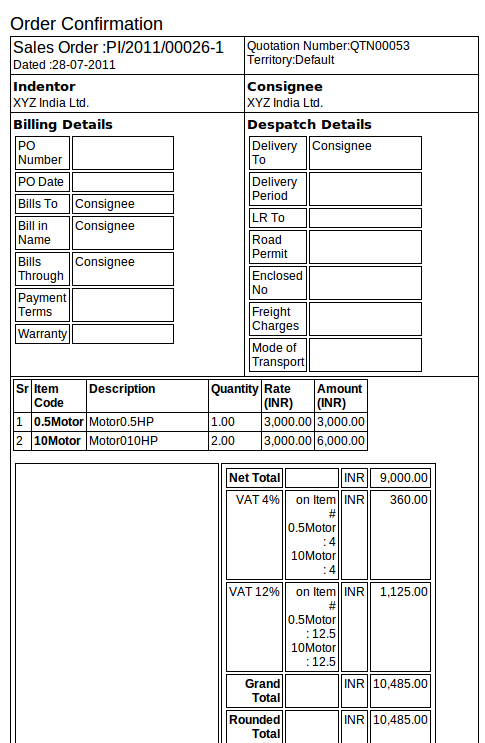 Order Confirmation
Sales Order :PI/2011/00026-1
Dated :28-07-2011
Quotation Number:QTN00053
Territory:Default
Indentor
XYZ India Ltd.
Consignee
XYZ India Ltd.
Billing Details
PO
Number
PO Date
Bills To Consignee
Bill in Consignee
Name
Bills Consignee
Through
Payment
Terms
Warranty
Despatch Details
Delivery Consignee
To
Delivery
Period
LR To
Road
Permit
Enclosed
No
Freight
Charges
Mode of
Transport
Sr Item Description Quantity Rate Amount
Code (INR) (INR)
1 0.5Motor Motor0.5HP 1.00 3,000.00 3,000.00
2 10Motor Motor010HP 2.00 3,000.00 6,000.00
Net Total INR 9,000.00
VAT 4% on Item INR 360.00
#
0.5Motor
: 4
10Motor
: 4
VAT 12% on Item INR 1,125.00
#
0.5Motor
: 12.5
10Motor
: 12.5
Grand INR 10,485.00
Total
Rounded INR 10,485.00
Total